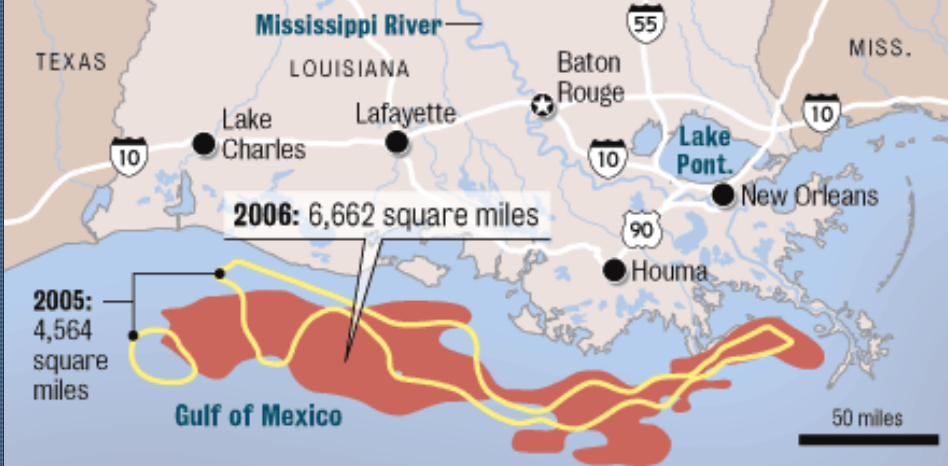 Mississippi River
55
TEXAS
LOUISIANA
MISS.
Baton
Rouge
Lake
Charles
Lafayette
10
10
10
Lake
Pont.
New Orleans
2006: 6,662 square miles
90
Houma
2005:
4,564
square
miles
Gulf of Mexico
50 miles